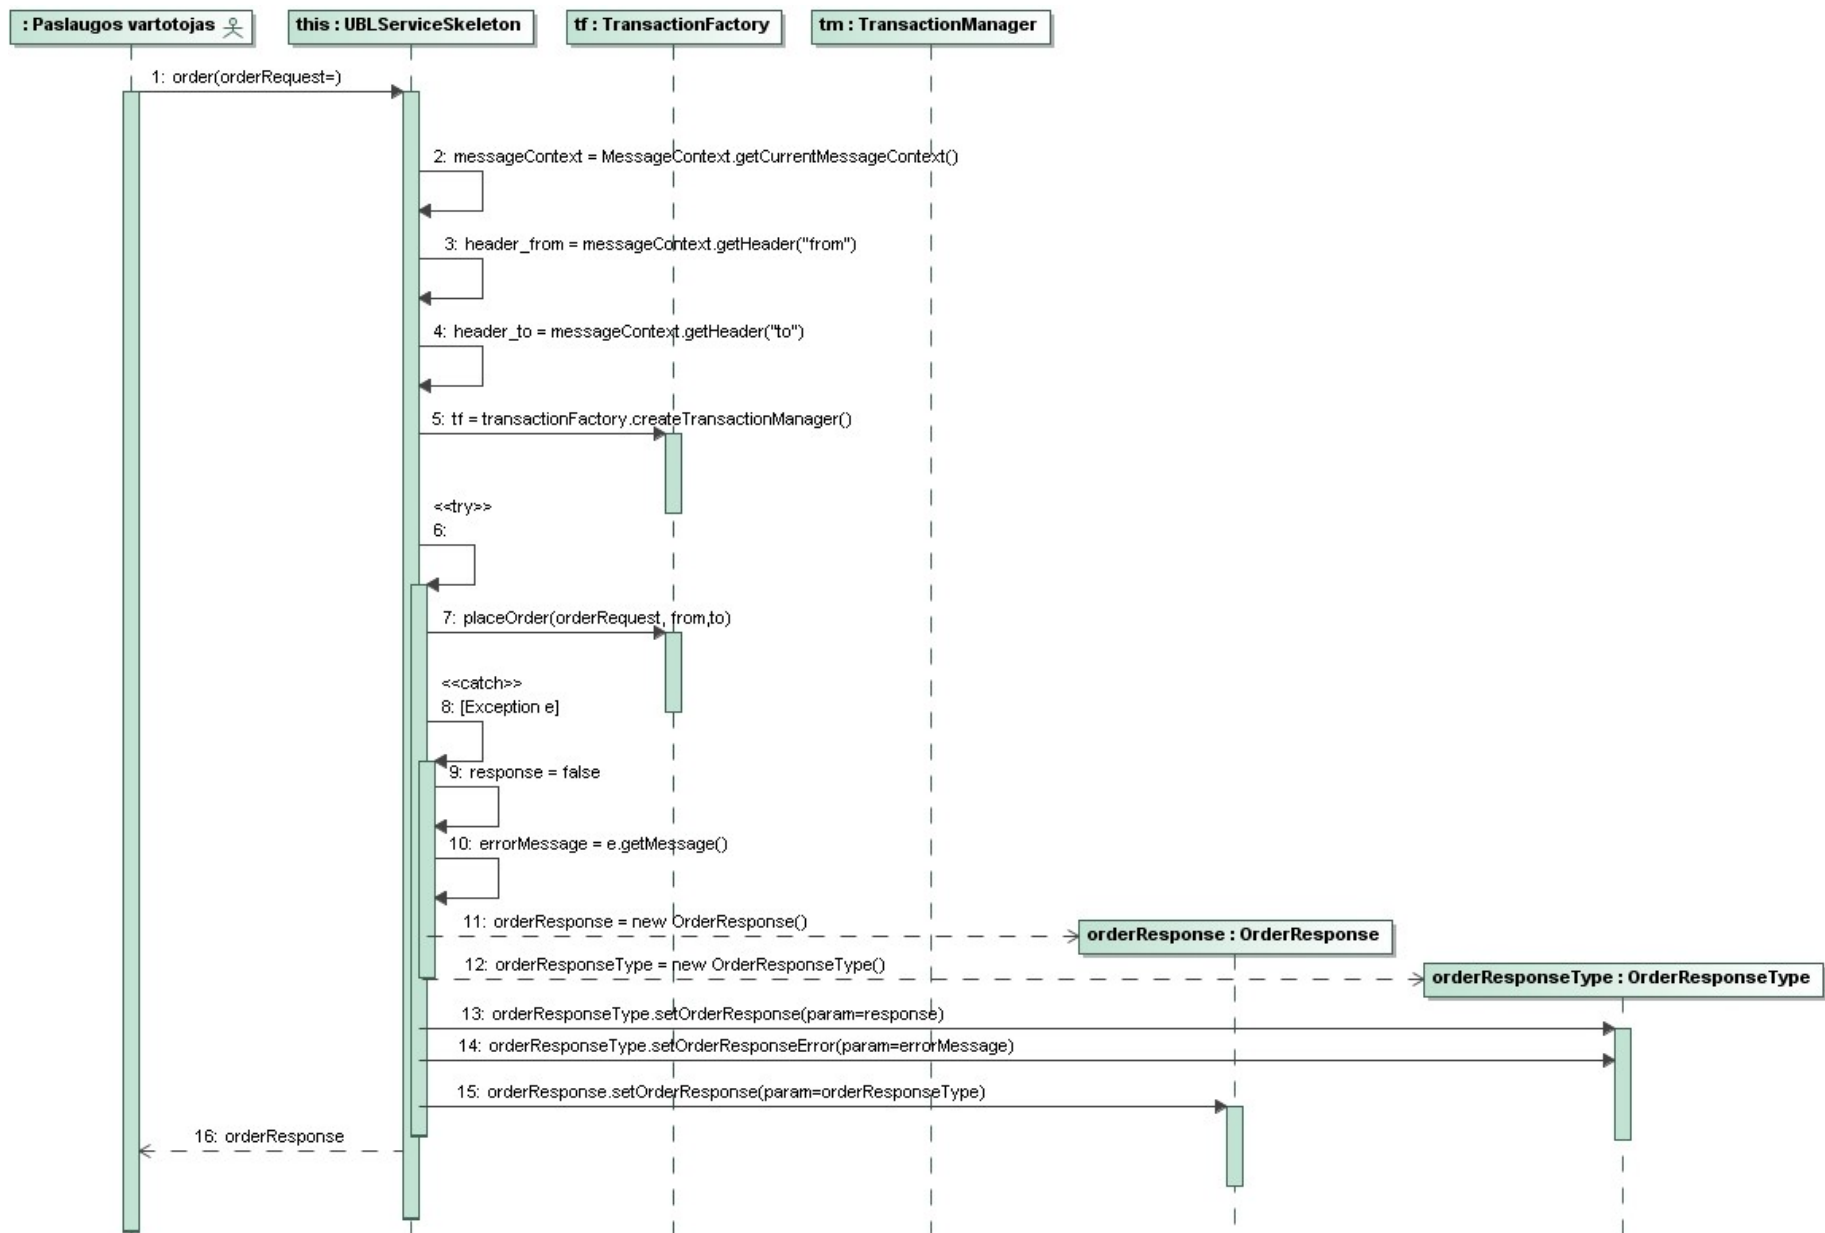 : Paslaugos vartotojas
this : UBLServiceSkeleton
tf : TransactionFactory
tm : TransactionManager
1: order(orderRequest=)
2: messageContext = MessageContext.getCurrentMessageContext()
3: header_from = messageContext.getHeader("from")
4: header_to = messageContext.getHeader("to")
5: tf = transactionFactory.createTransactionManager()
<<try>>
6:
7: placeOrder(orderRequest, from,to)
<<catch>>
8: [Exception e]
9: response = false
10: errorMessage = e.getMessage()
11: orderResponse = new OrderResponse()
orderResponse : OrderResponse
12: orderResponseType = new OrderResponseType()
orderResponseType : OrderResponseType
13: orderResponseType.setOrderResponse(param=response)
14: orderResponseType.setOrderResponseError(param=errorMessage)
15: orderResponse.setOrderResponse(param=orderResponseType)
16: orderResponse